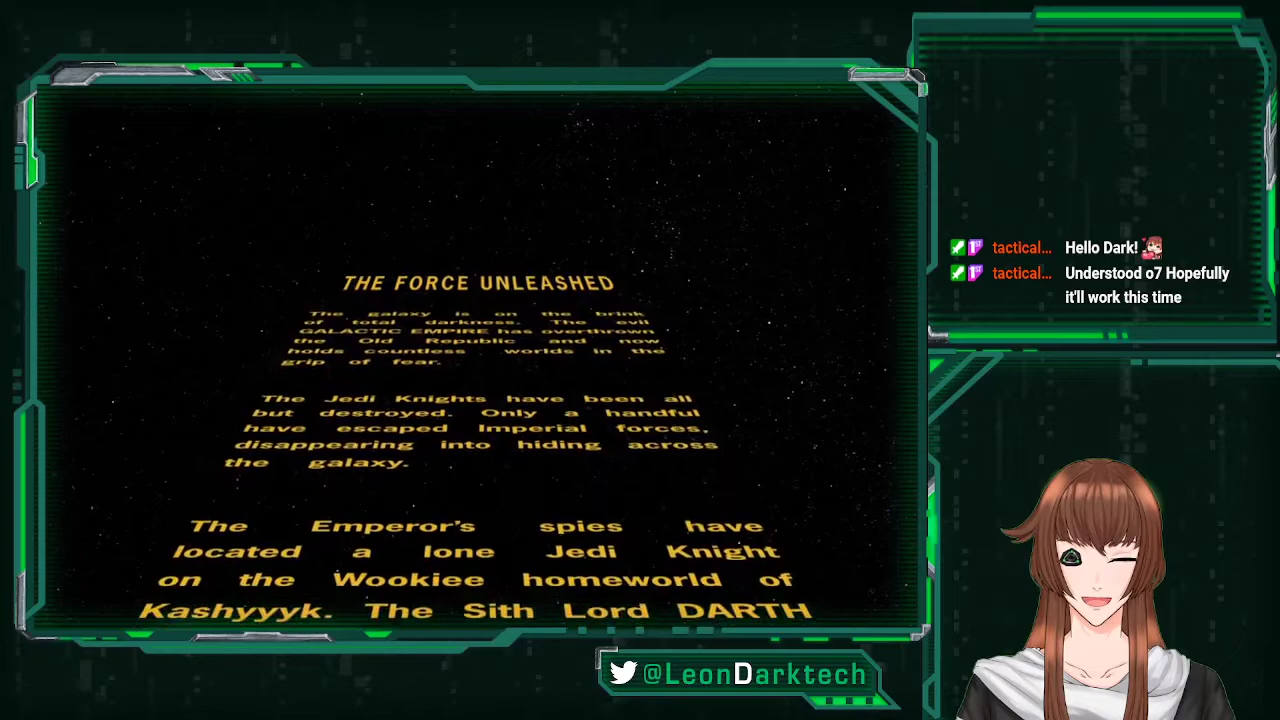 THE FORCE UNLEASHED
The galaxy is on the brink
of total darkness. The evil
GALACTIC EMPIRE has overthrown
the Old Republic and now
holds countless worlds in the
grip of fear.
The Jedi Knights have been all
but destroyed. Only a handful
have escaped Imperial forces,
disappearing into hiding across
the galaxy.
The Emperor's spies have
located a lone Jedi Knight
on the Wookiee homeworld of
Kashyyyk. The Sith Lord DARTH
1ST tactical... Hello Dark!
1ST tactical... Understood o7 Hopefully
it'll work this time
@LeonDarktech